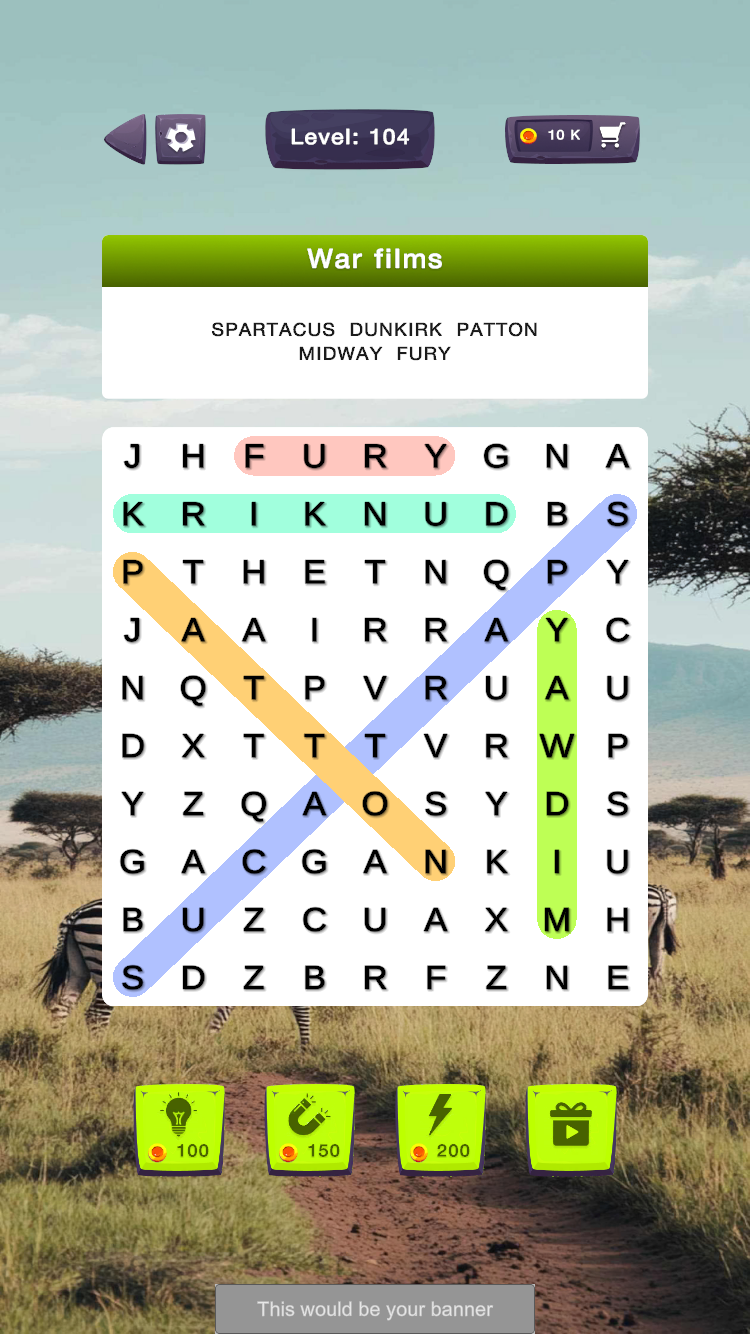 Level: 104
10 K
War films
SPARTACUS DUNKIRK PATTON
MIDWAY FURY
J H F U R Y G N A
K R I K N U D B S
P T H E T N Q P Y
J A A I R R A Y C
N Q T P V R U A U
D X T T T V R W P
Y Z Q A O S Y D S
G A C G A N K I U
B U Z C U A X M H
S D Z B R F Z N E
100 150 200
This would be your banner